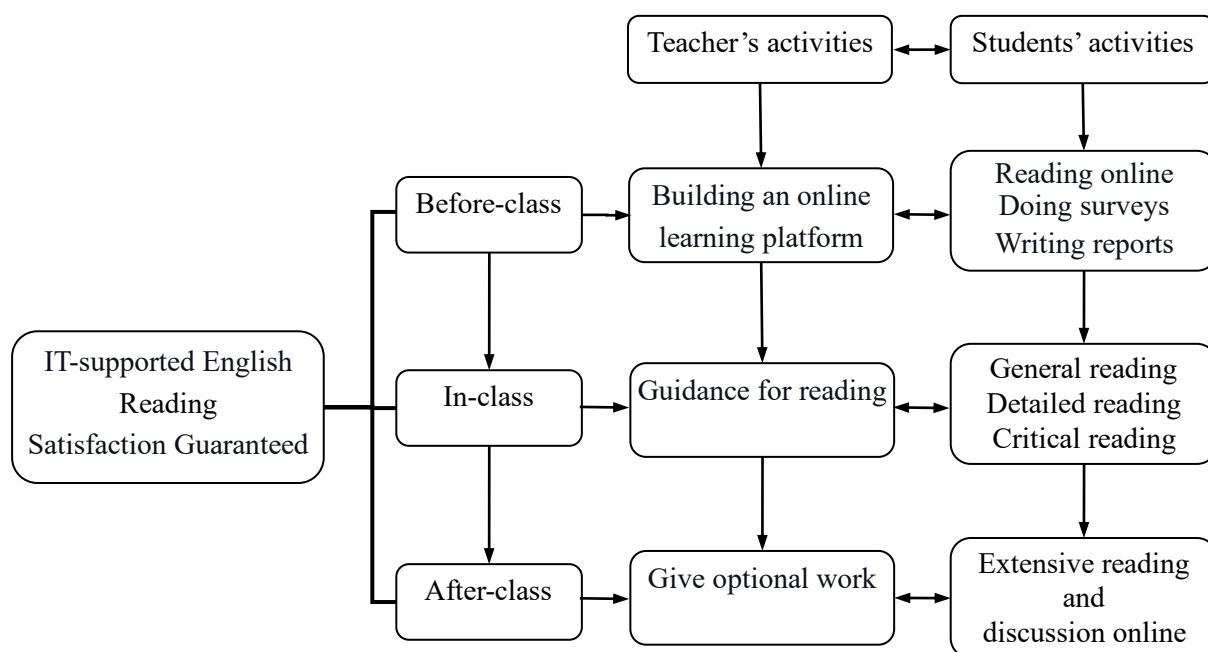 Teacher’s activities
Students’ activities
Before-class
Building an online
learning platform
Reading online
Doing surveys
Writing reports
IT-supported English
Reading
Satisfaction Guaranteed
In-class
Guidance for reading
General reading
Detailed reading
Critical reading
After-class
Give optional work
Extensive reading
and
discussion online